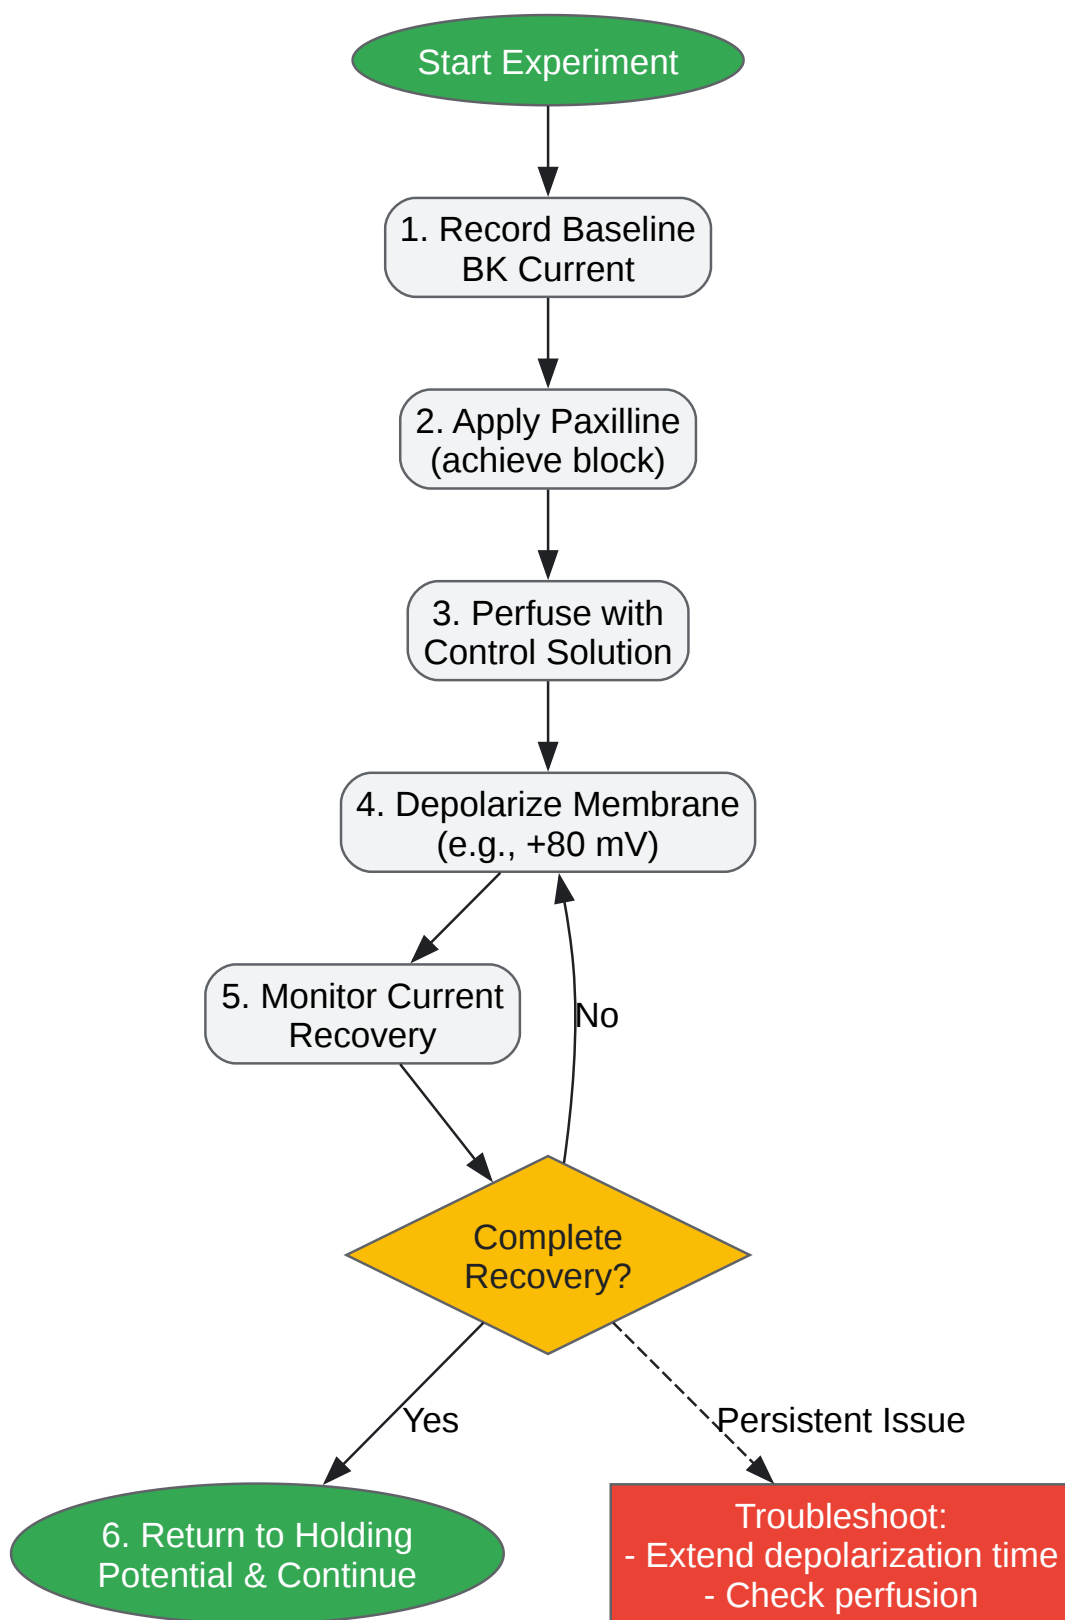 Start Experiment
1. Record Baseline
BK Current
2. Apply Paxilline
(achieve block)
3. Perfuse with
Control Solution
4. Depolarize Membrane
(e.g., +80 mV)
5. Monitor Current
Recovery
No
Complete
Recovery?
Yes
Persistent Issue
6. Return to Holding
Potential & Continue
Troubleshoot:
- Extend depolarization time
- Check perfusion